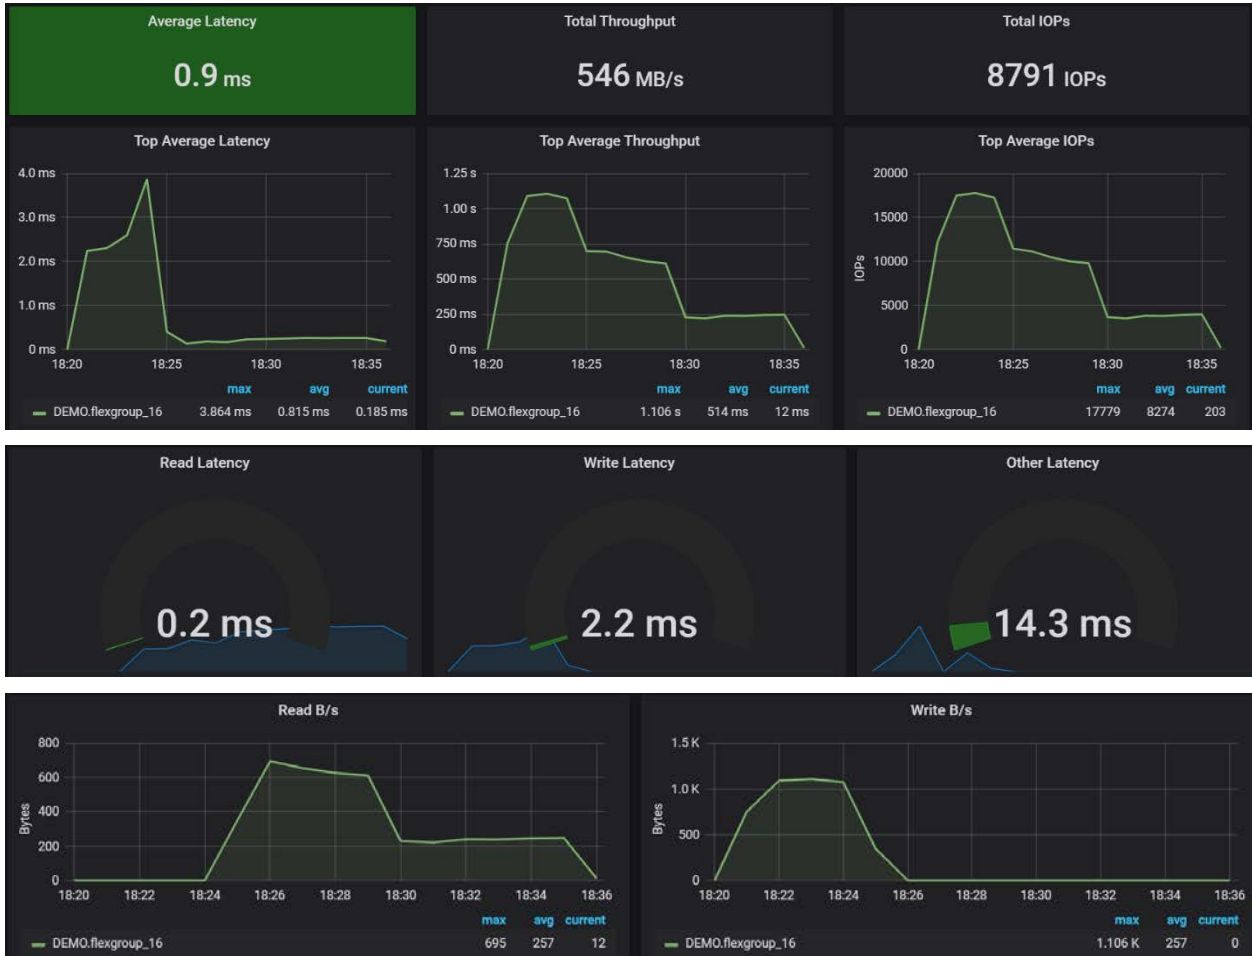 Average Latency
Total Throughput
Total IOPs
0.9 ms
546 MB/s
8791 IOPs
Top Average Latency
4.0 ms
3.0 ms
2.0 ms
1.0 ms
0 ms
18:20
18:25
18:30
18:35
max avg current
DEMO.flexgroup_16 3.864 ms 0.815 ms 0.185 ms
Top Average Throughput
1.25 s
1.00 s
750 ms
500 ms
250 ms
0 ms
18:20
18:25
18:30
18:35
max avg current
DEMO.flexgroup_16 1.106 s 514 ms 12 ms
Top Average IOPs
IOPs
20000
15000
10000
5000
0
18:20
18:25
18:30
18:35
max avg current
DEMO.flexgroup_16 17779 8274 203
Read Latency
0.2 ms
Write Latency
2.2 ms
Other Latency
14.3 ms
Read B/s
Bytes
800
600
400
200
0
18:20
18:22
18:24
18:26
18:28
18:30
18:32
18:34
18:36
max avg current
DEMO.flexgroup_16 695 257 12
Write B/s
Bytes
1.5 K
1.0 K
500
0
18:20
18:22
18:24
18:26
18:28
18:30
18:32
18:34
18:36
max avg current
DEMO.flexgroup_16 1.106 K 257 0